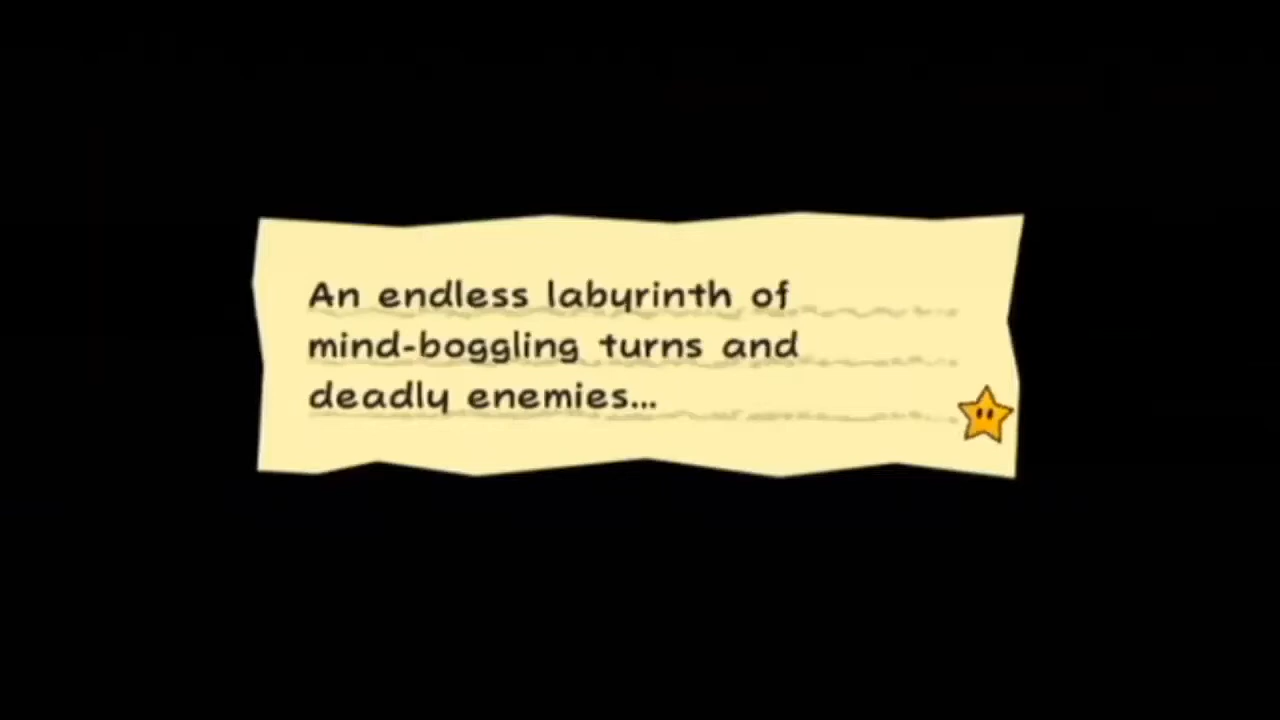 An endless labyrinth of
mind-boggling turns and
deadly enemies...